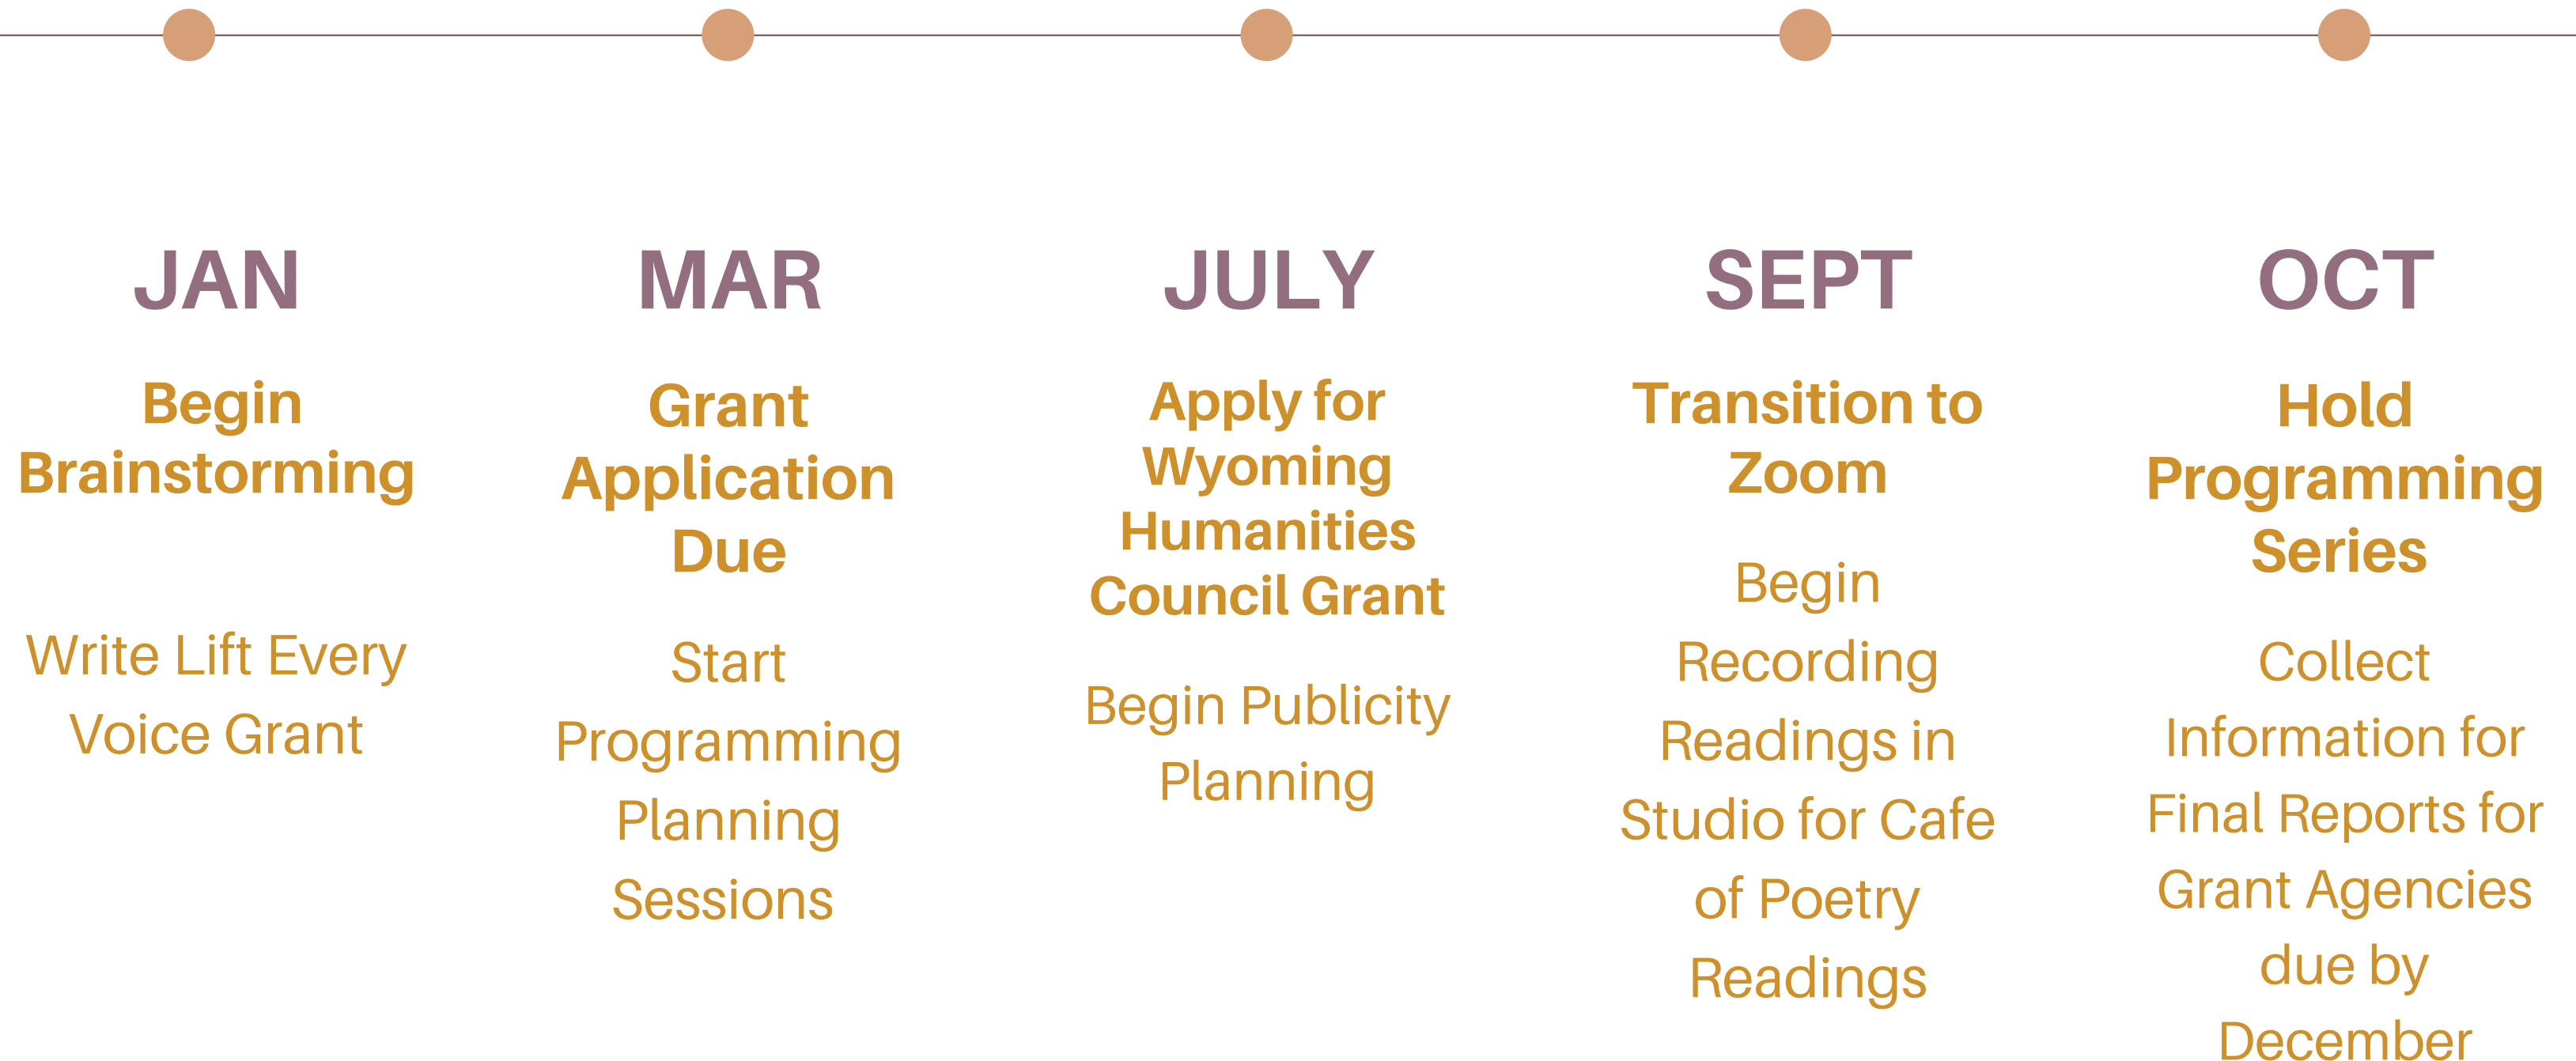 JAN
Begin
Brainstorming
Write Lift Every
Voice Grant
MAR
Grant
Application
Due
Start
Programming
Planning
Sessions
JULY
Apply for
Wyoming
Humanities
Council Grant
Begin Publicity
Planning
SEPT
Transition to
Zoom
Begin
Recording
Readings in
Studio for Cafe
of Poetry
Readings
OCT
Hold
Programming
Series
Collect
Information for
Final Reports for
Grant Agencies
due by
December